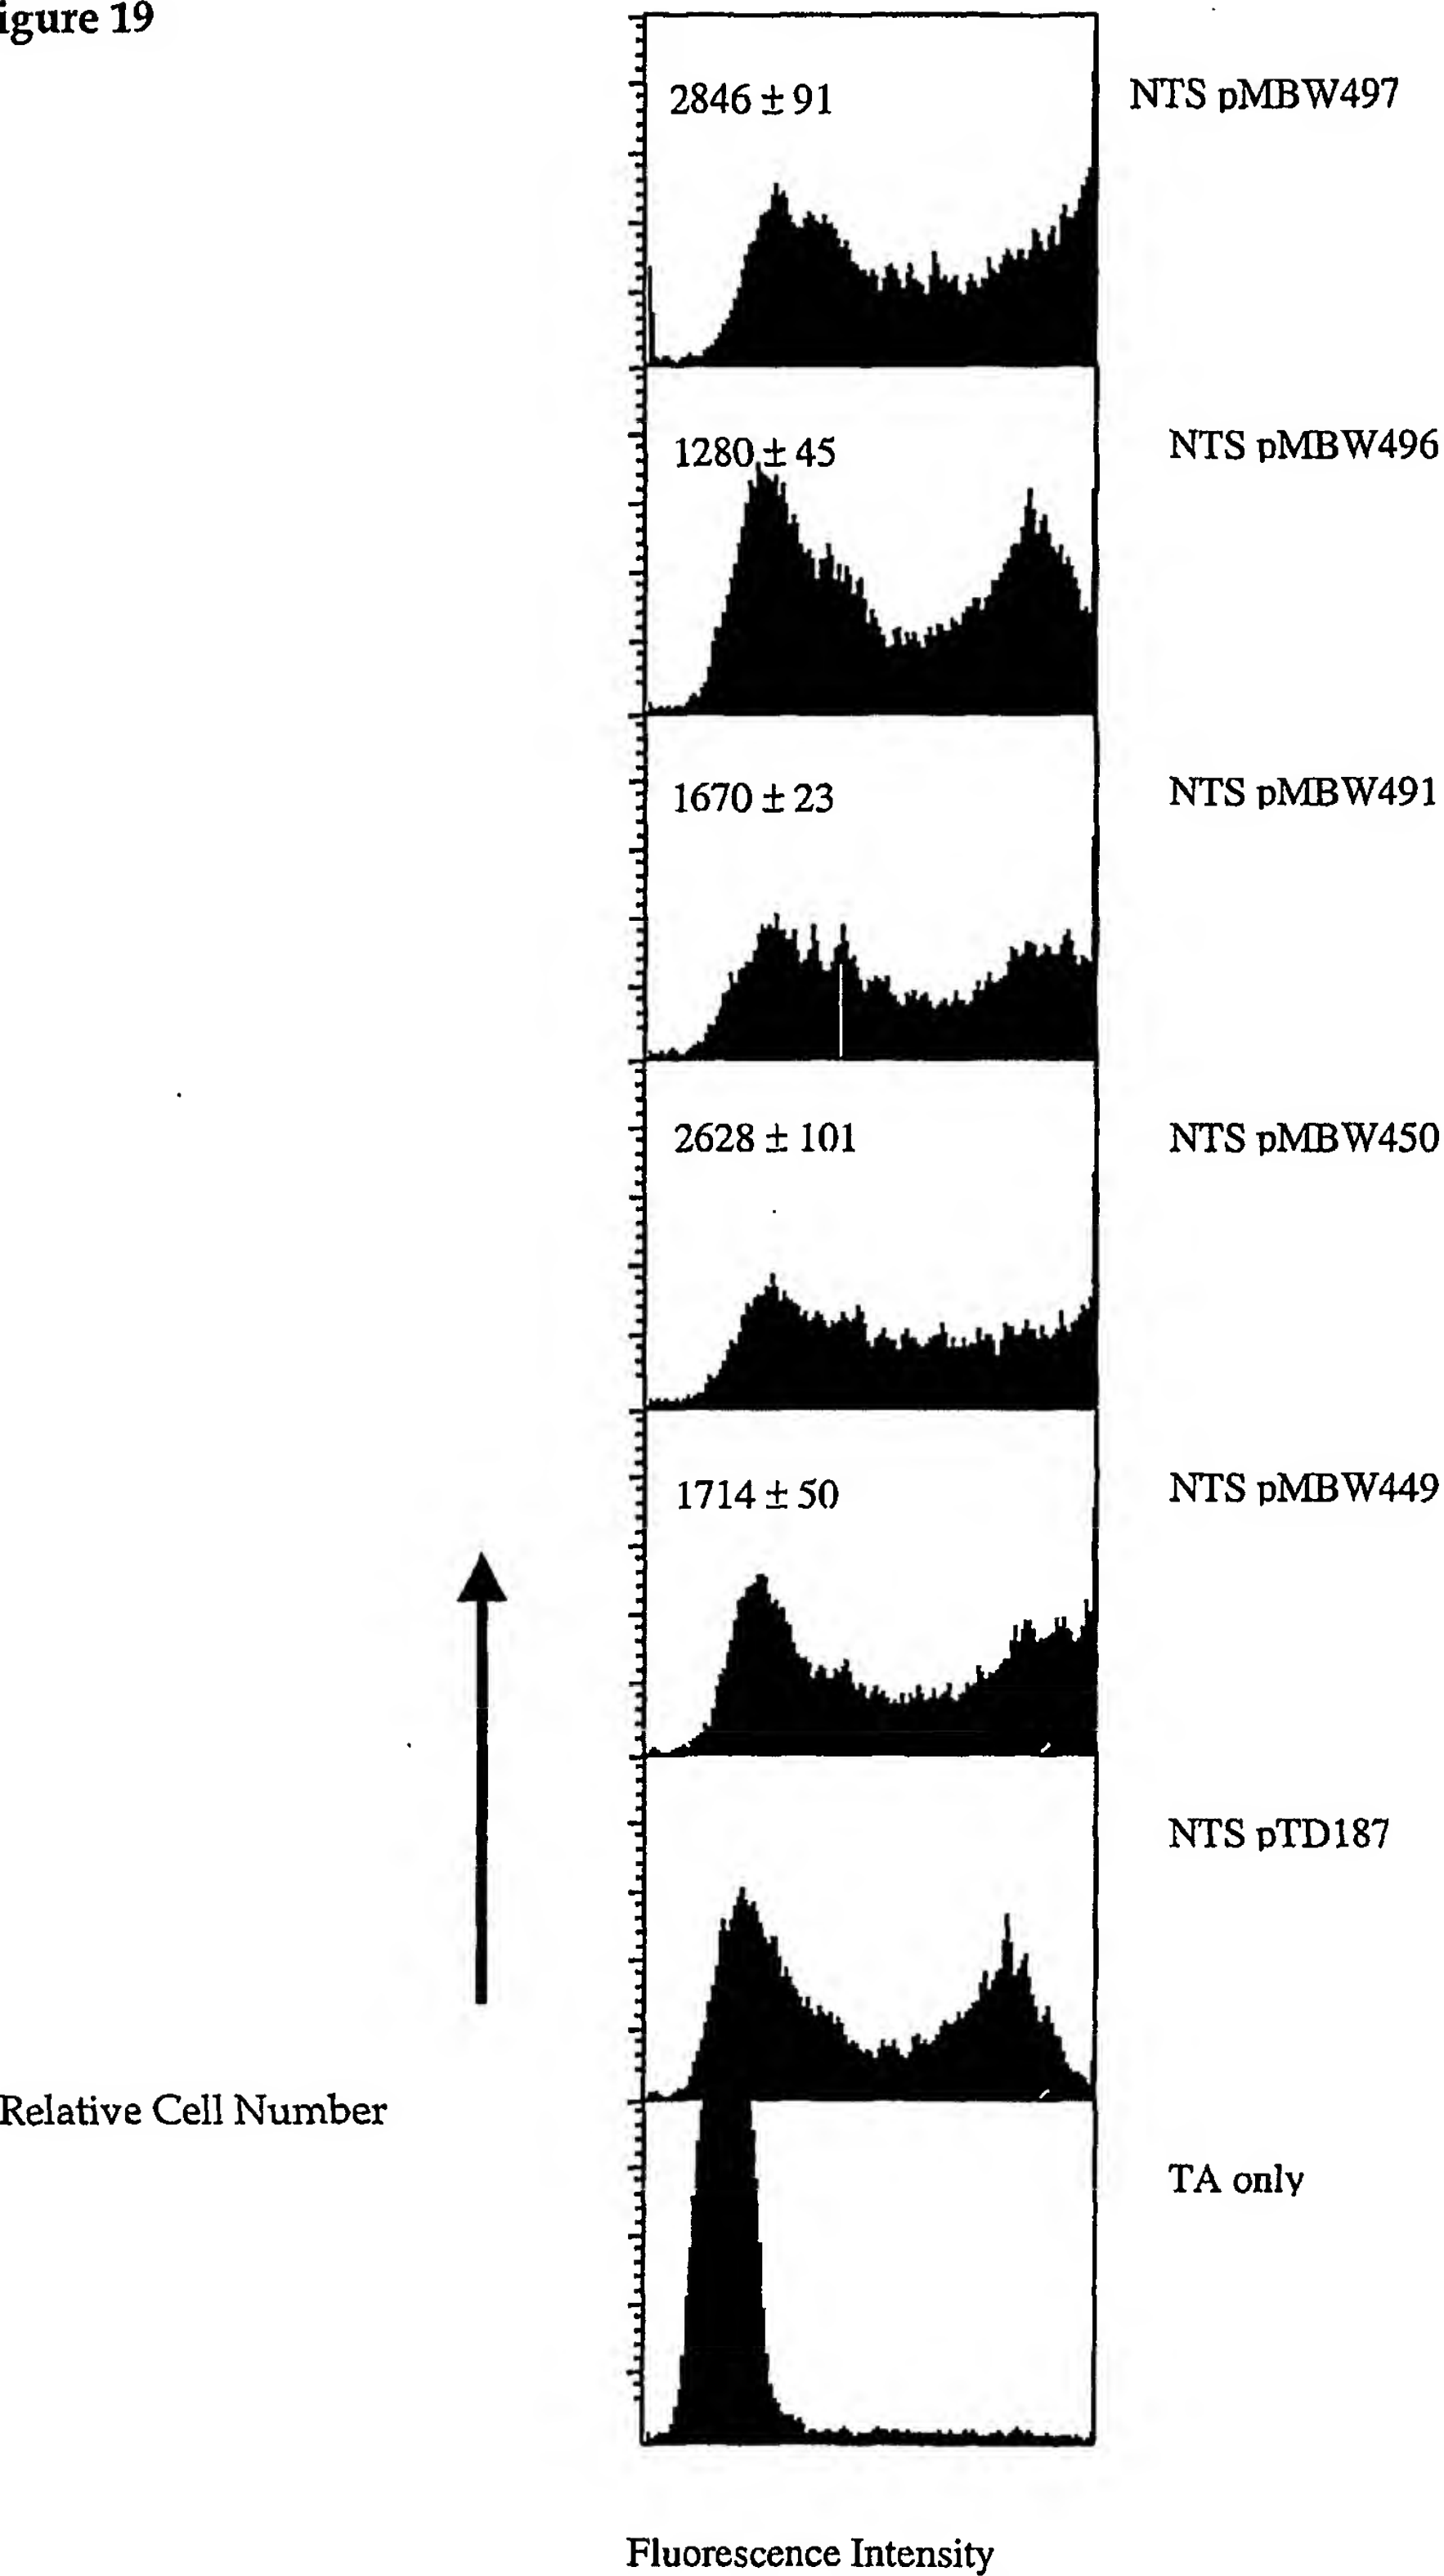 igure 19
2846 ± 91 NTS pMBW497
1280 ± 45 NTS pMBW496
1670 ± 23 NTS pMBW491
2628 ± 101 NTS pMBW450
1714 ± 50 NTS pMBW449
NTS pTD187
Relative Cell Number
TA only
Fluorescence Intensity